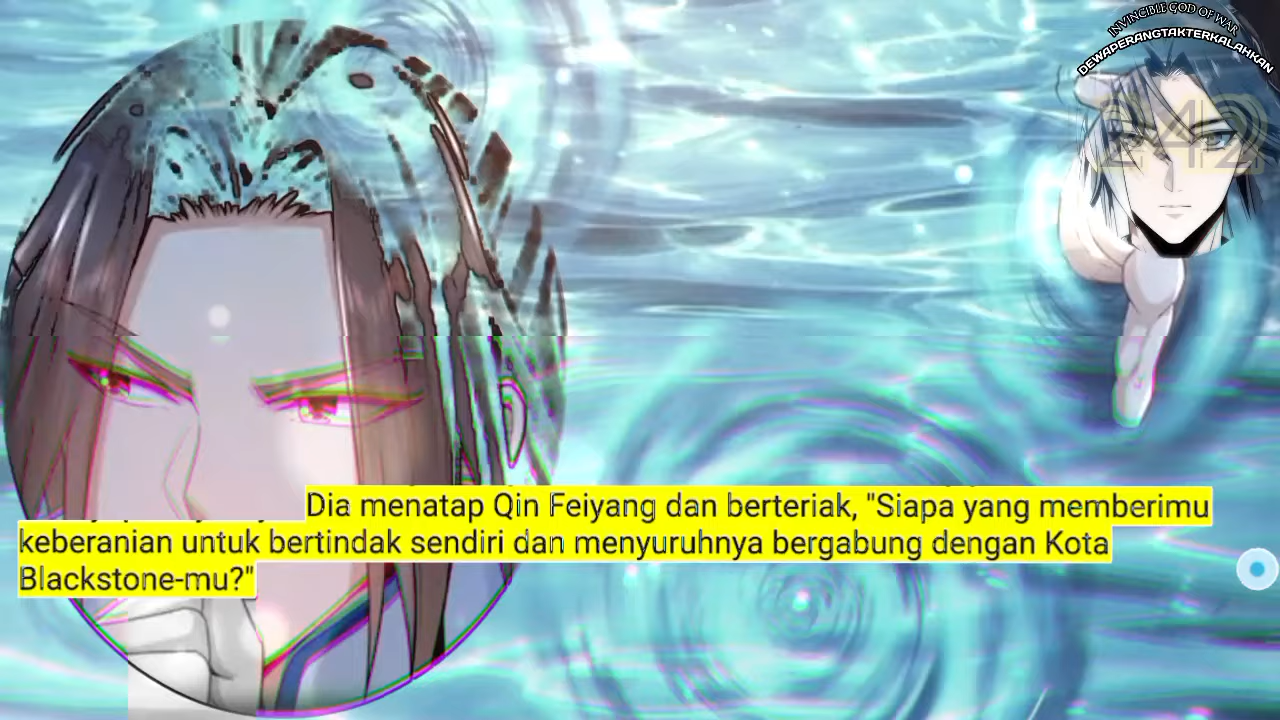 INVINCIBLE GOD OF WAR
DEWAPERANGTAKTERKALAHKAN
242
Dia menatap Qin Feiyang dan berteriak, "Siapa yang memberimu
keberanian untuk bertindak sendiri dan menyuruhnya bergabung dengan Kota
Blackstone-mu?"